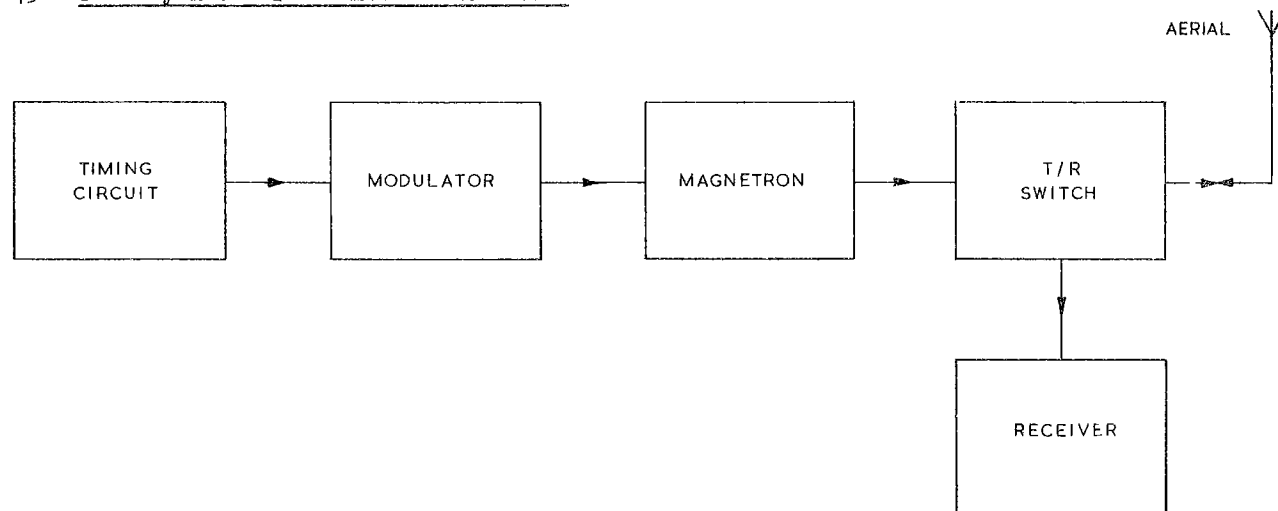 AERIAL
TIMING
CIRCUIT
MODULATOR
MAGNETRON
T/R
SWITCH
RECEIVER